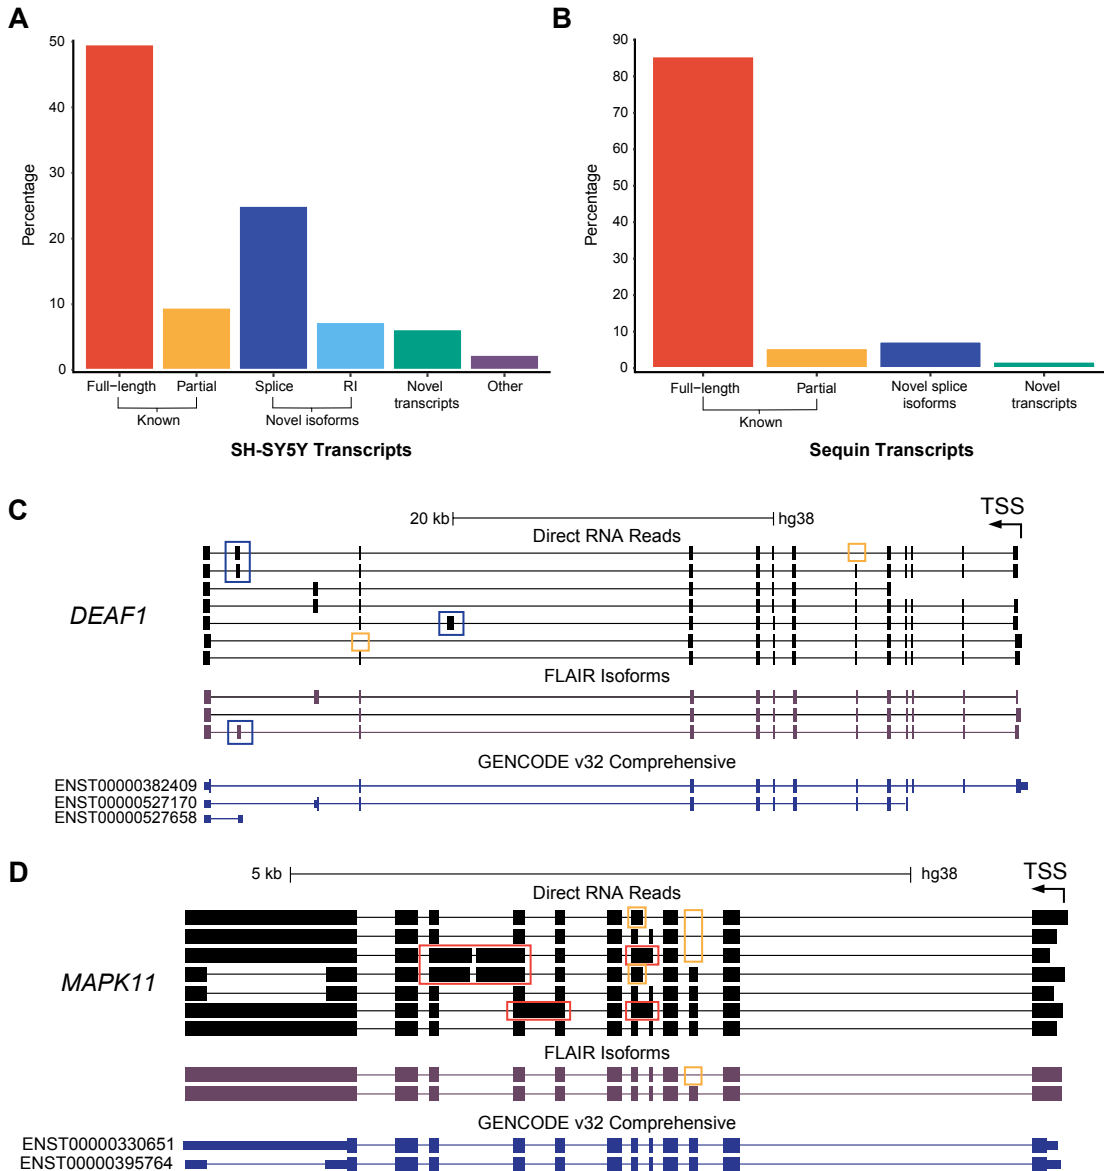 A
B
50
40
30
20
10
0
Percentage
Full-length
Partial
Splice
RI
Novel
transcripts
Other
Known
Novel isoforms
SH-SY5Y Transcripts
90
80
70
60
50
40
30
20
10
0
Percentage
Full-length
Partial
Novel splice
isoforms
Novel
transcripts
Known
Sequin Transcripts
C
20 kb
hg38
TSS
Direct RNA Reads
DEAF1
FLAIR Isoforms
GENCODE v32 Comprehensive
ENST00000382409
ENST00000527170
ENST00000527658
D
5 kb
hg38
TSS
Direct RNA Reads
MAPK11
FLAIR Isoforms
GENCODE v32 Comprehensive
ENST00000330651
ENST00000395764